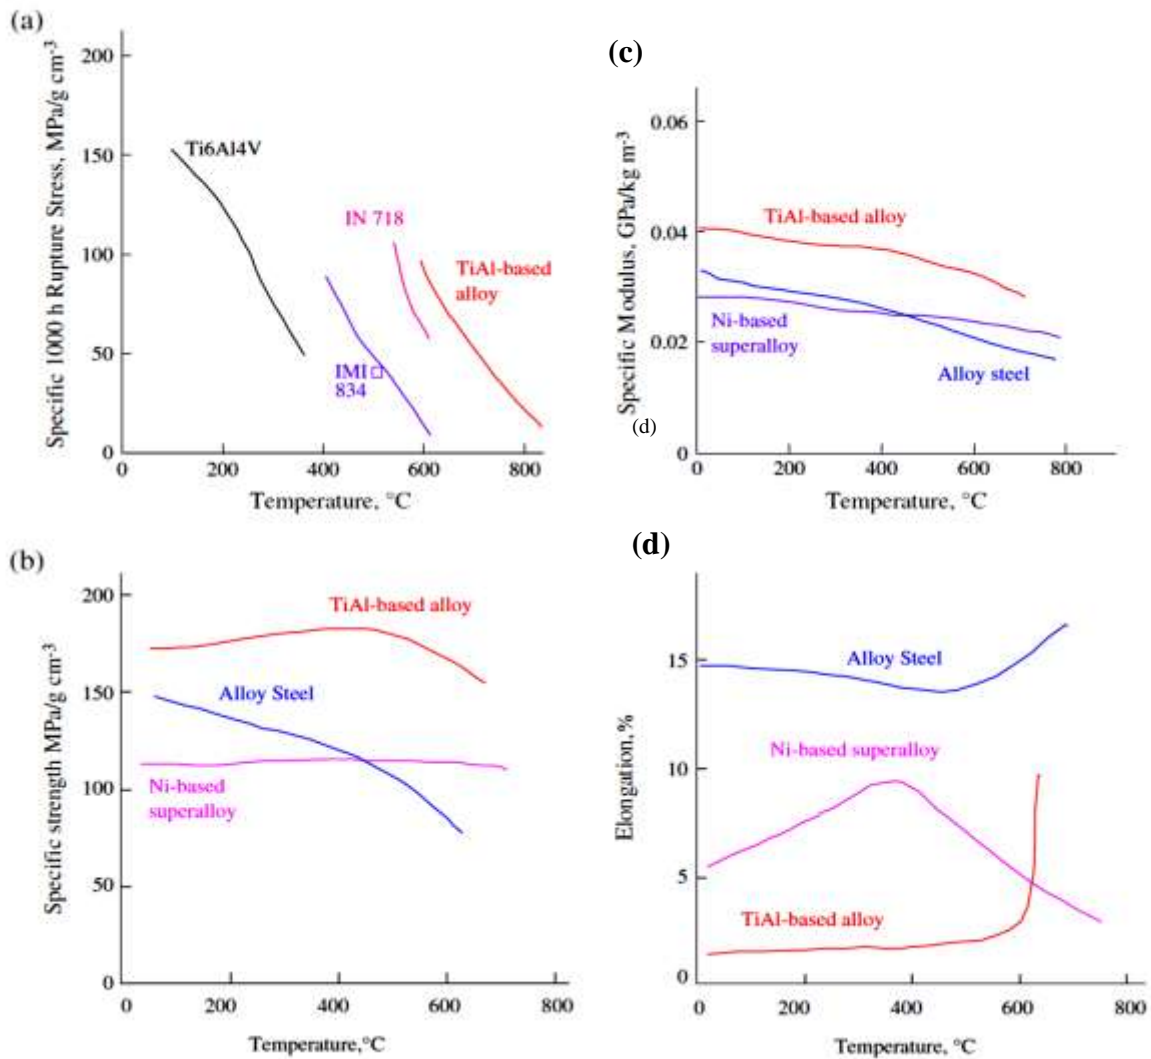 (a)
Specific 1000 h Rupture Stress, MPa/g cm-3
200
150
100
50
0
Ti6Al4V
IN 718
TiAl-based
alloy
IMI
834
0 200 400 600 800
Temperature, °C
(c)
Specific Modulus, GPa/kg m-3
0.06
0.04
0.02
0
TiAl-based alloy
Ni-based
superalloy
Alloy steel
(d)
0 200 400 600 800
Temperature, °C
(b)
Specific strength MPa/g cm-3
200
150
100
50
0
TiAl-based alloy
Alloy Steel
Ni-based
superalloy
0 200 400 600 800
Temperature,°C
(d)
Elongation,%
15
10
5
0
Alloy Steel
Ni-based superalloy
TiAl-based alloy
0 200 400 600 800
Temperature, °C